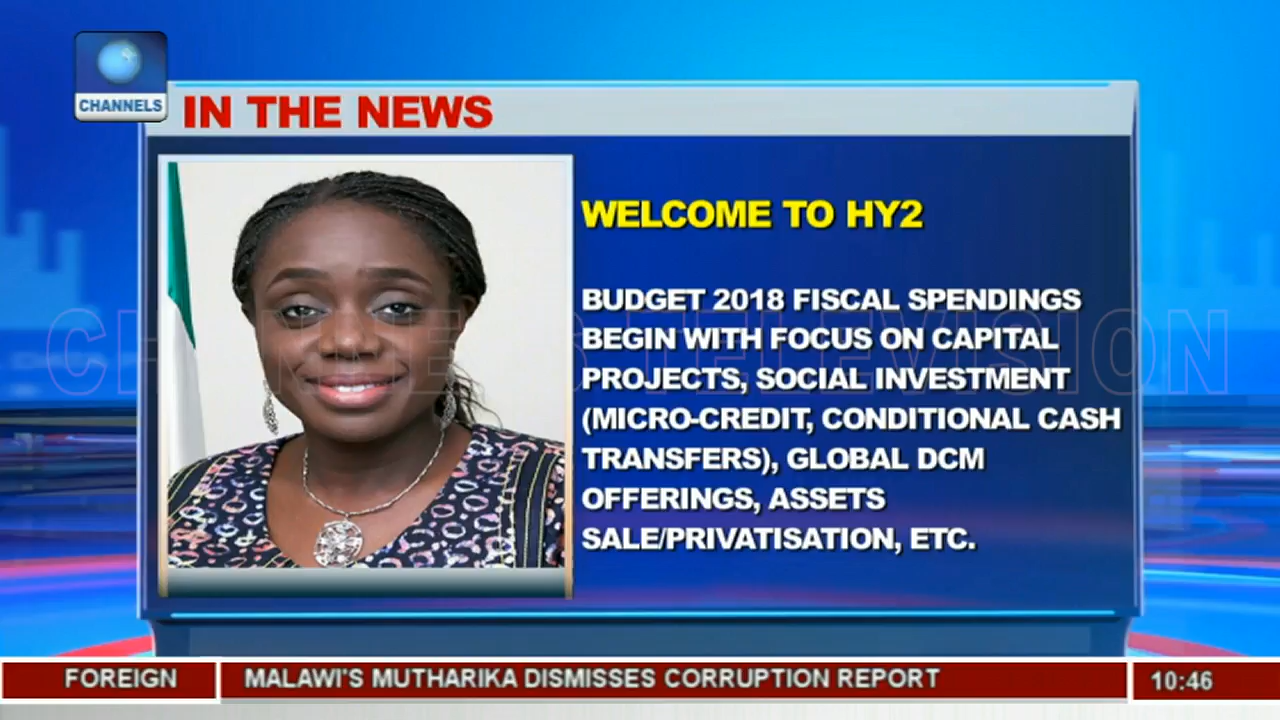 CHANNELS
IN THE NEWS
WELCOME TO HY2
BUDGET 2018 FISCAL SPENDINGS
BEGIN WITH FOCUS ON CAPITAL
PROJECTS, SOCIAL INVESTMENT
(MICRO-CREDIT, CONDITIONAL CASH
TRANSFERS), GLOBAL DCM
OFFERINGS, ASSETS
SALE/PRIVATISATION, ETC.
CHANNELS TELEVISION
FOREIGN
MALAWI'S MUTHARIKA DISMISSES CORRUPTION REPORT
10:46